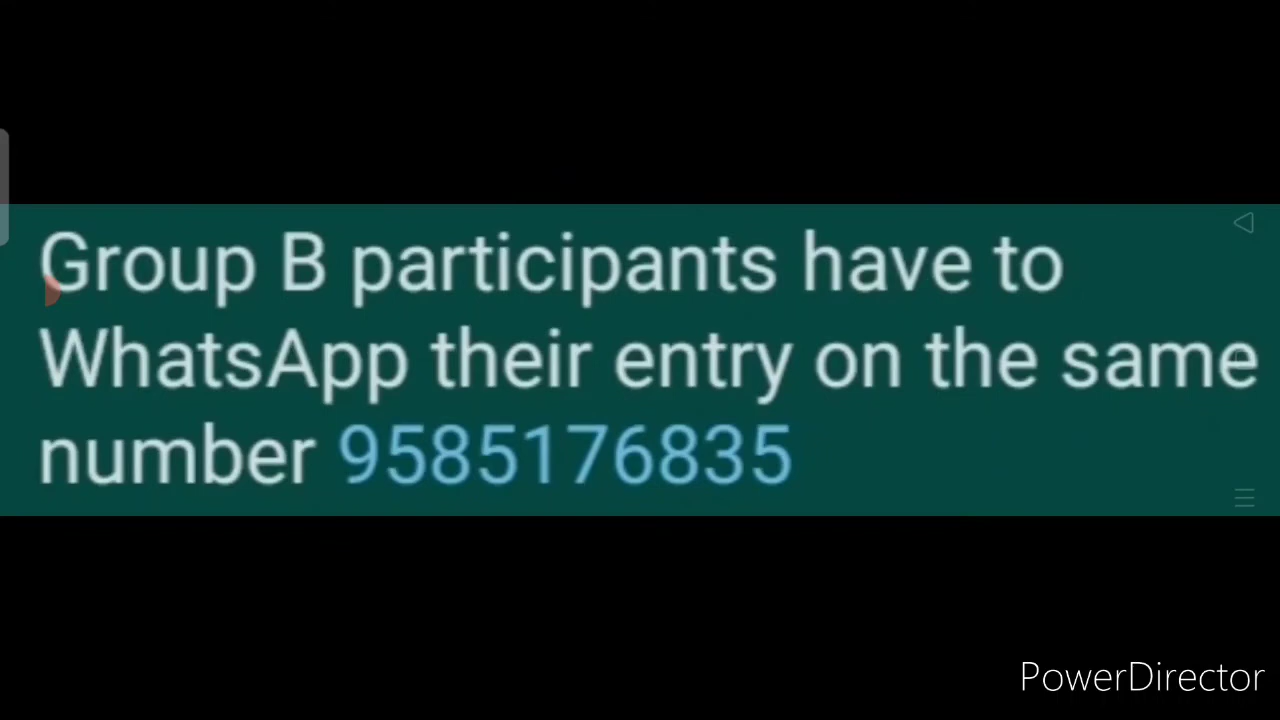 Group B participants have to
WhatsApp their entry on the same
number 9585176835
PowerDirector